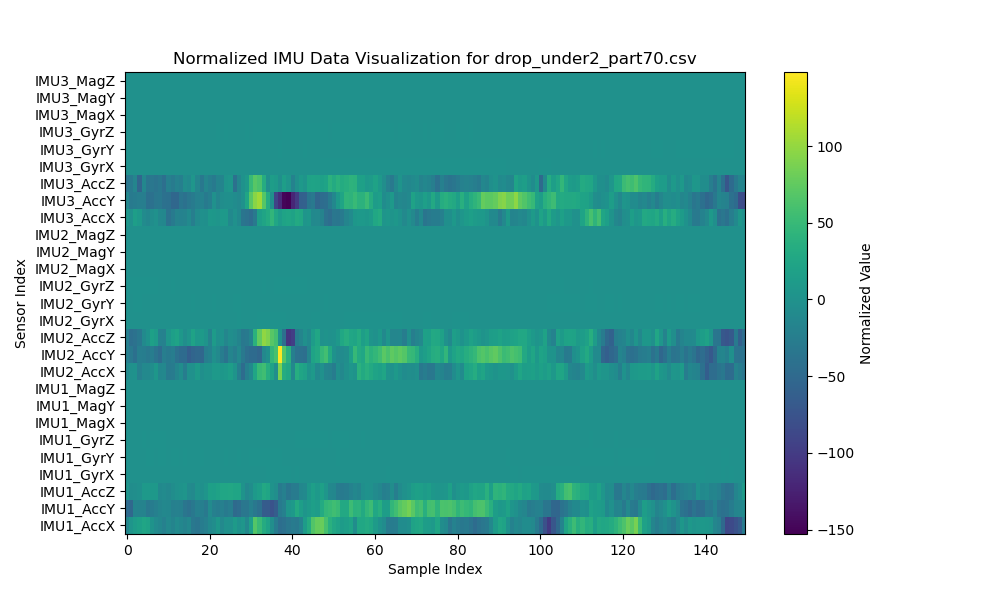 Normalized IMU Data Visualization for drop_under2_part70.csv
IMU3_MagZ
IMU3_MagY
IMU3_MagX
IMU3_GyrZ
IMU3_GyrY
IMU3_GyrX
IMU3_AccZ
IMU3_AccY
IMU3_AccX
IMU2_MagZ
IMU2_MagY
IMU2_MagX
IMU2_GyrZ
IMU2_GyrY
IMU2_GyrX
IMU2_AccZ
IMU2_AccY
IMU2_AccX
IMU1_MagZ
IMU1_MagY
IMU1_MagX
IMU1_GyrZ
IMU1_GyrY
IMU1_GyrX
IMU1_AccZ
IMU1_AccY
IMU1_AccX
Sensor Index
0 20 40 60 80 100 120 140
Sample Index
100
50
0
−50
−100
−150
Normalized Value